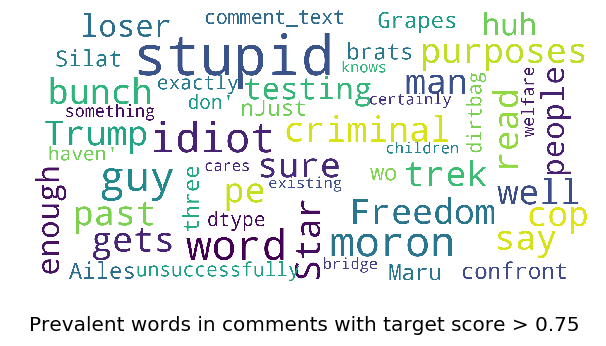 loser comment_text Grapes huh
Silat stupid brats purposes
knows
bunch exactly testing man certainly
something don' nJust dirtbag read welfare people
Trump idiot criminal
haven' children
enough guy three cares sure existing wo trek
past pe dtype Star Freedom well cop
gets word moron say
Ailes unsuccessfully bridge Maru confront
Prevalent words in comments with target score > 0.75